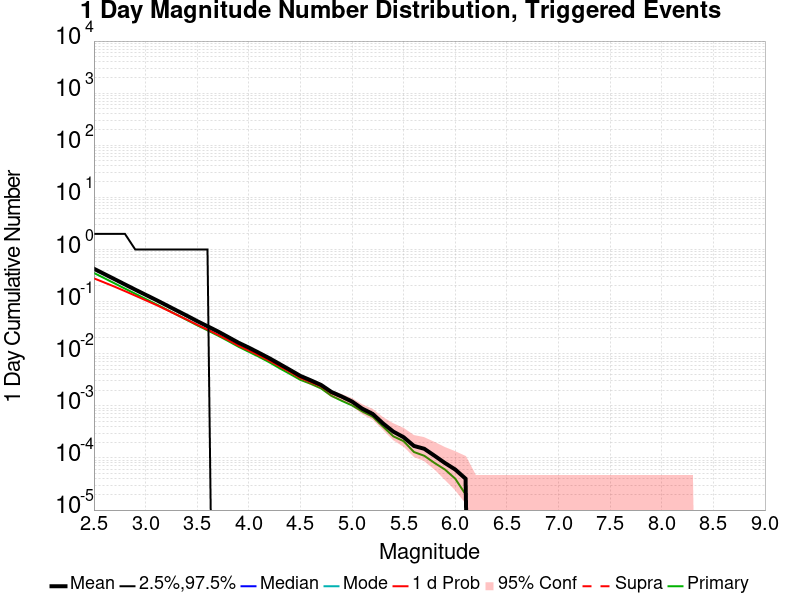 1 Day Magnitude Number Distribution, Triggered Events
10^4
10^3
10^2
10^1
10^0
10^-1
10^-2
10^-3
10^-4
10^-5
1 Day Cumulative Number
2.5 3.0 3.5 4.0 4.5 5.0 5.5 6.0 6.5 7.0 7.5 8.0 8.5 9.0
Magnitude
Mean 2.5%,97.5% Median Mode 1 d Prob 95% Conf Supra Primary